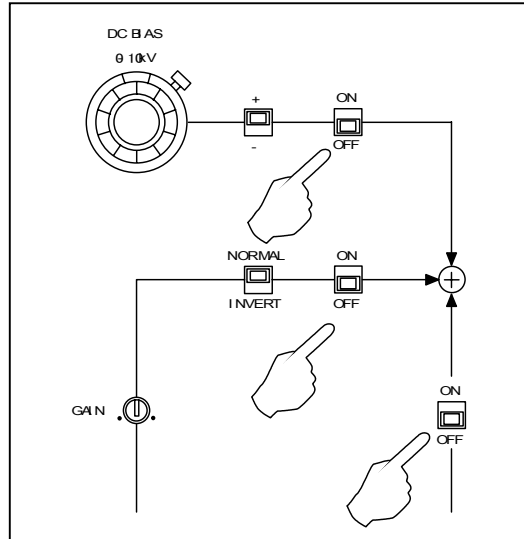 DC BIAS
0 10kV
+
-
ON
OFF
NORMAL
INVERT
ON
OFF
GAIN
ON
OFF